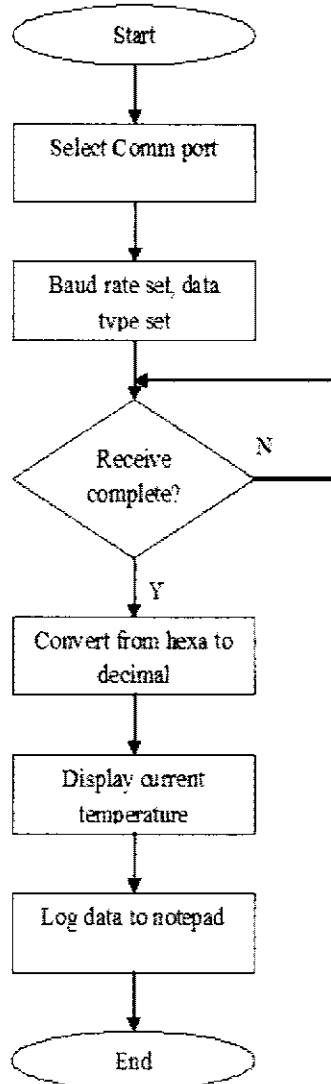 Start
Select Comm port
Baud rate set, data
type set
Receive
complete?
N
Y
Convert from hexa to
decimal
Display current
temperature
Log data to notepad
End